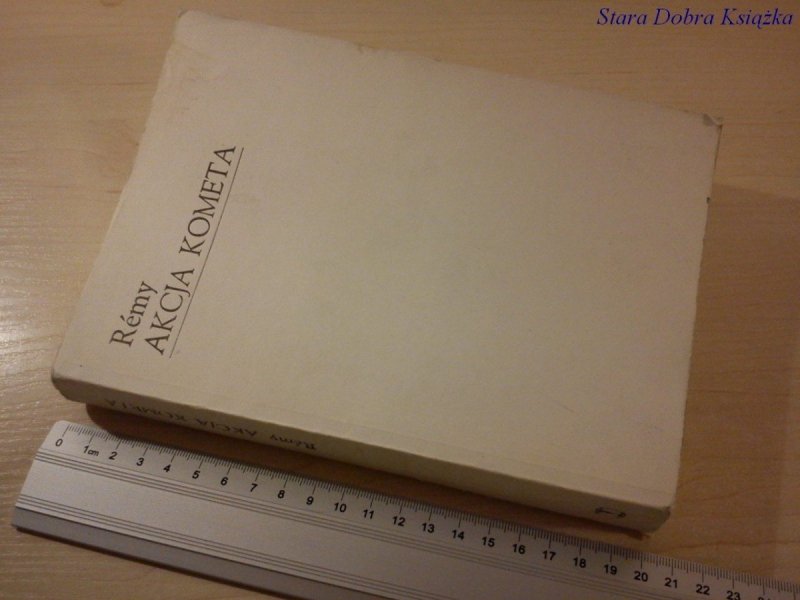 Stara Dobra Książka
Rémy
AKCJA KOMETA
Rémy AKCJA KOMETA
0 1cm 2 3 4 5 6 7 8 9 10 11 12 13 14 15 16 17 18 19 20 21 22 23